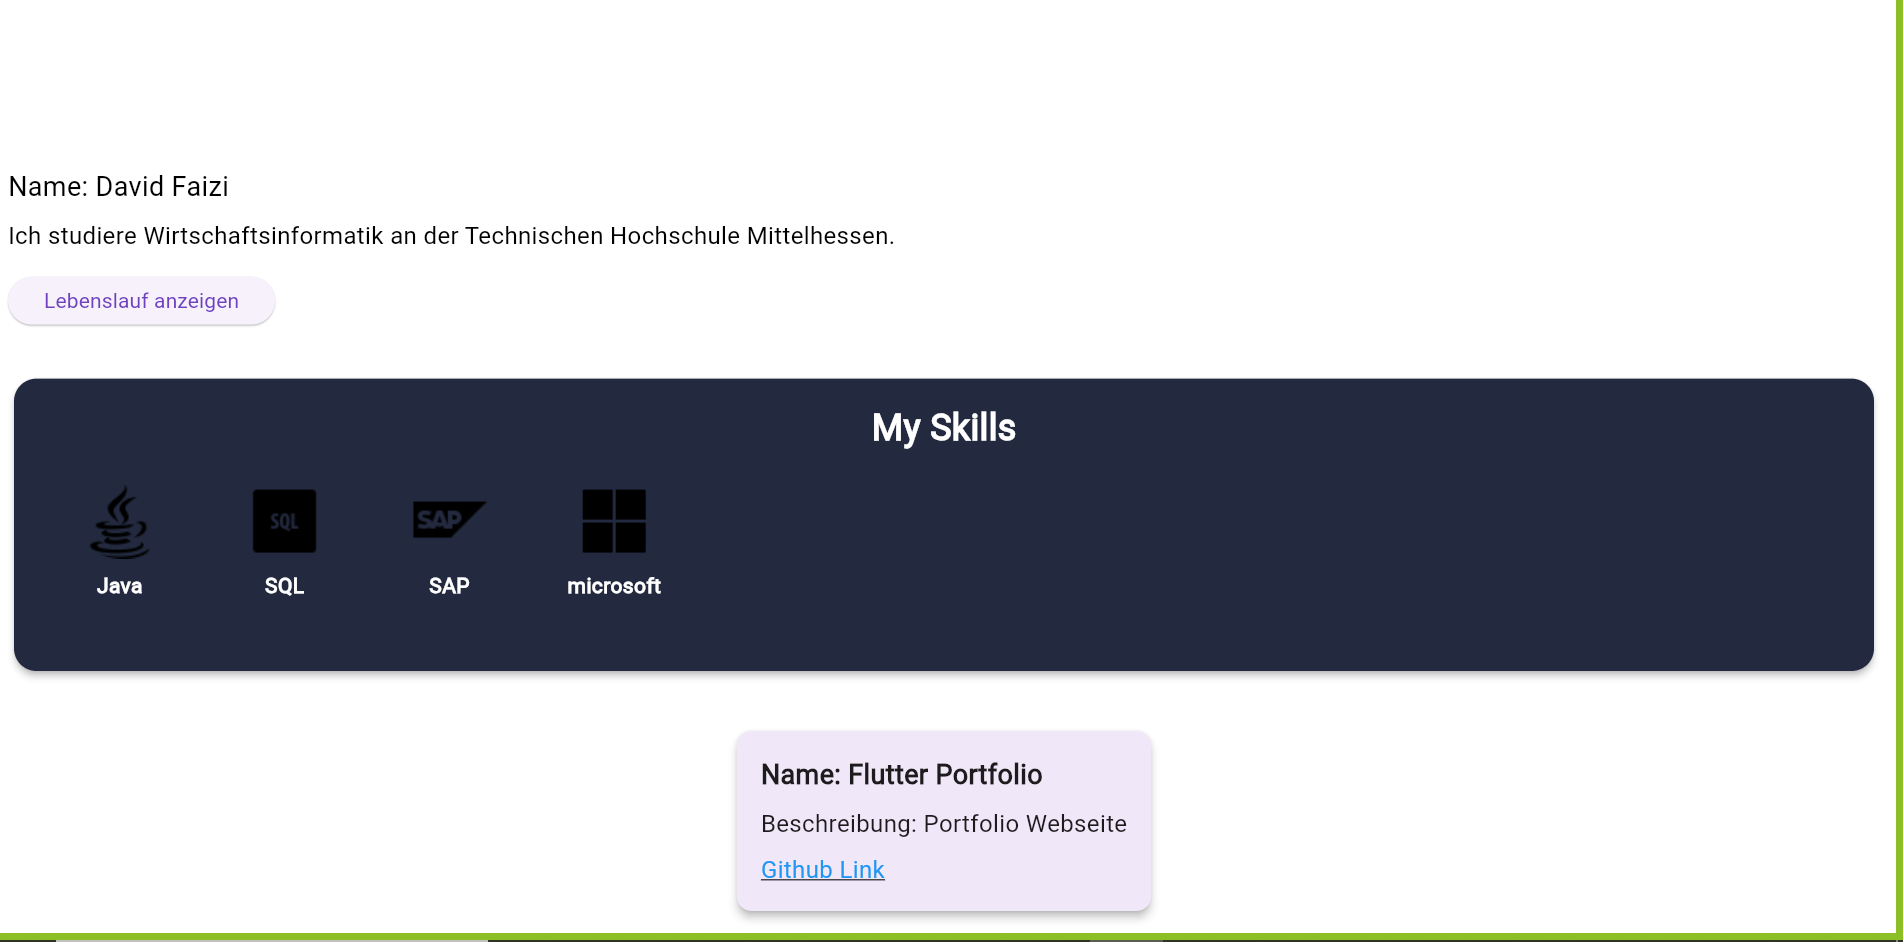 Name: David Faizi
Ich studiere Wirtschaftsinformatik an der Technischen Hochschule Mittelhessen.
Lebenslauf anzeigen
My Skills
SQL
SAP
Java
SQL
SAP
microsoft
Name: Flutter Portfolio
Beschreibung: Portfolio Webseite
Github Link